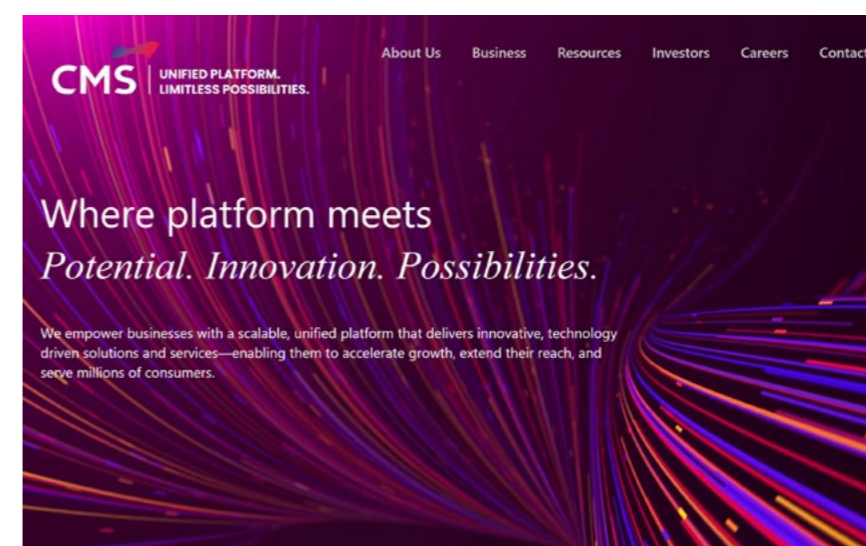 CMS
UNIFIED PLATFORM.
LIMITLESS POSSIBILITIES.
About Us Business Resources Investors Careers Contact
Where platform meets
Potential. Innovation. Possibilities.
We empower businesses with a scalable, unified platform that delivers innovative, technology
driven solutions and services—enabling them to accelerate growth, extend their reach, and
serve millions of consumers.